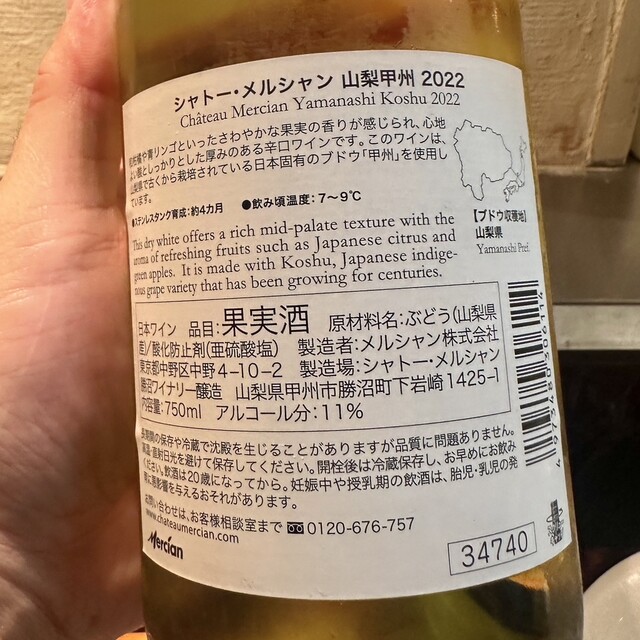 シャトー・メルシャン 山梨甲州 2022
Château Mercian Yamanashi Koshu 2022
和柑橘や青リンゴといったさわやかな果実の香りが感じられ、心地
よい酸としっかりとした厚みのある辛口ワインです。このワインは、
山梨県で古くから栽培されている日本固有のブドウ「甲州」を使用し
ています。
●ステンレスタンク育成：約4カ月 ●飲み頃温度：7～9℃
This dry white offers a rich mid-palate texture with the
aroma of refreshing fruits such as Japanese citrus and
green apples. It is made with Koshu, Japanese indige-
nous grape variety that has been growing for centuries.
【ブドウ収穫地】
山梨県
Yamanashi Pref.
日本ワイン 品目：果実酒 原材料名：ぶどう（山梨県
産）/酸化防止剤（亜硫酸塩） 製造者：メルシャン株式会社
東京都中野区中野4-10-2 製造場：シャトー・メルシャン
勝沼ワイナリー醸造 山梨県甲州市勝沼町下岩崎1425-1
内容量：750ml アルコール分：11%
長期間の保存や冷蔵で沈殿を生じることがありますが品質に問題ありません。
高温・直射日光を避けて保存してください。開栓後は冷蔵保存し、お早めにお飲み
ください。飲酒は20歳になってから。妊娠中や授乳期の飲酒は、胎児・乳児の発
育に悪影響を与えるおそれがあります。
お問い合わせは、お客様相談室まで 0120-676-757
www.chateaumercian.com
Mercian
34740
4 973480 306114